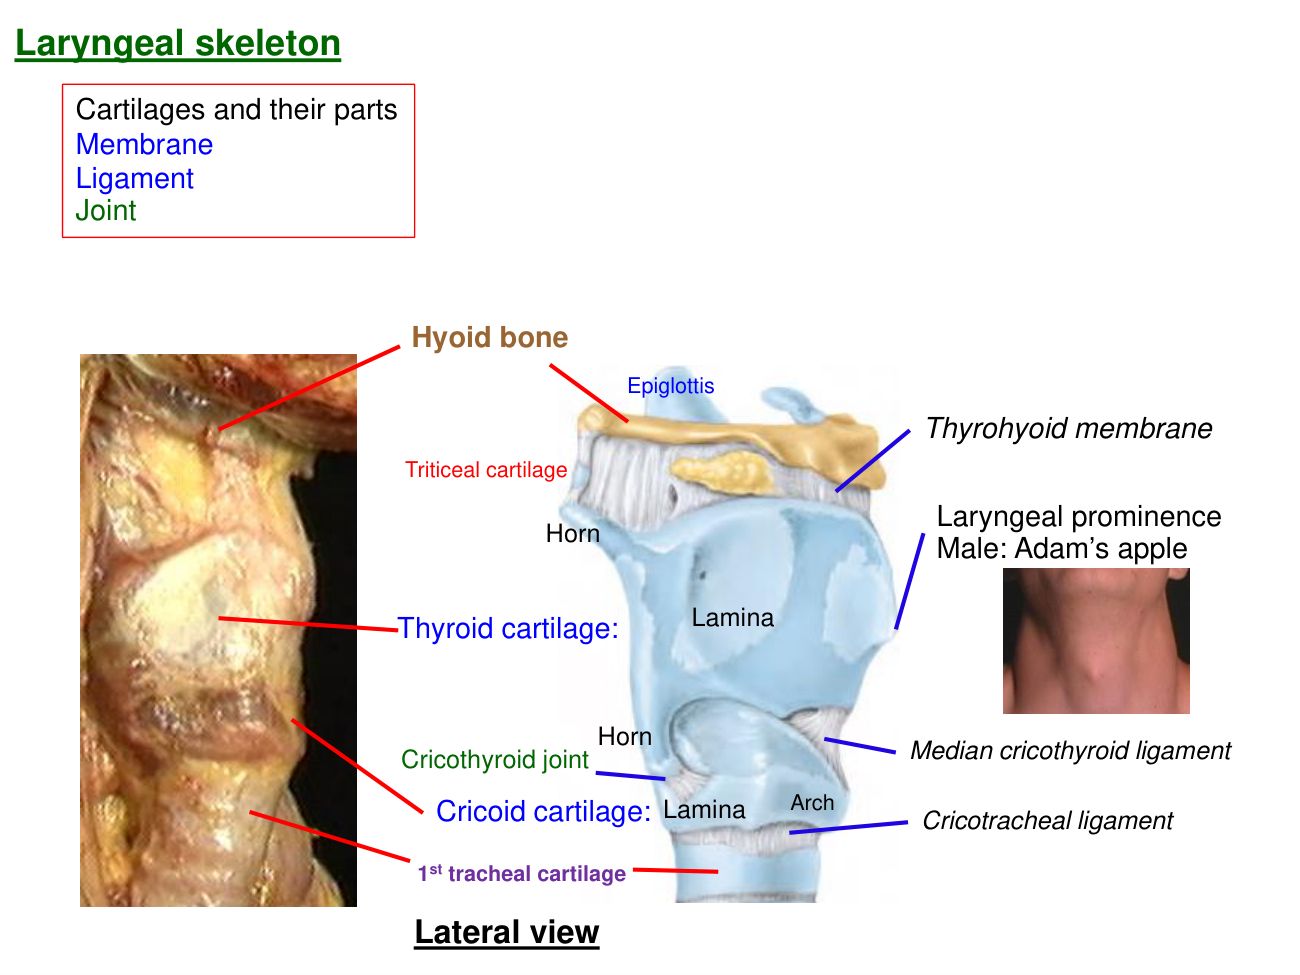 Laryngeal skeleton
Cartilages and their parts
Membrane
Ligament
Joint
Hyoid bone
Epiglottis
Thyrohyoid membrane
Triticeal cartilage
Horn
Laryngeal prominence
Male: Adam's apple
Lamina
Thyroid cartilage:
Horn
Cricothyroid joint
Median cricothyroid ligament
Cricoid cartilage:
Lamina
Arch
Cricotracheal ligament
1st tracheal cartilage
Lateral view